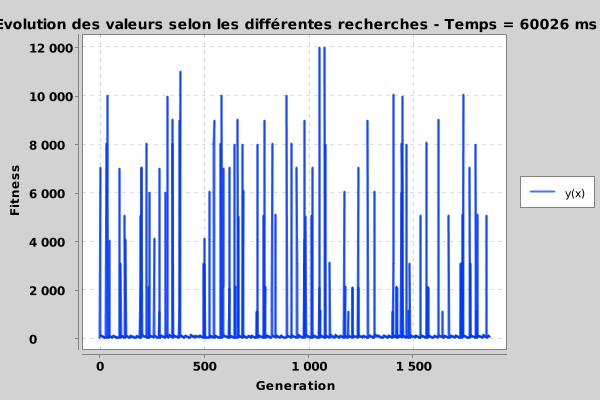 Evolution des valeurs selon les différentes recherches - Temps = 60026 ms
12 000
10 000
8 000
6 000
4 000
2 000
0
Fitness
y(x)
0 500 1 000 1 500
Generation